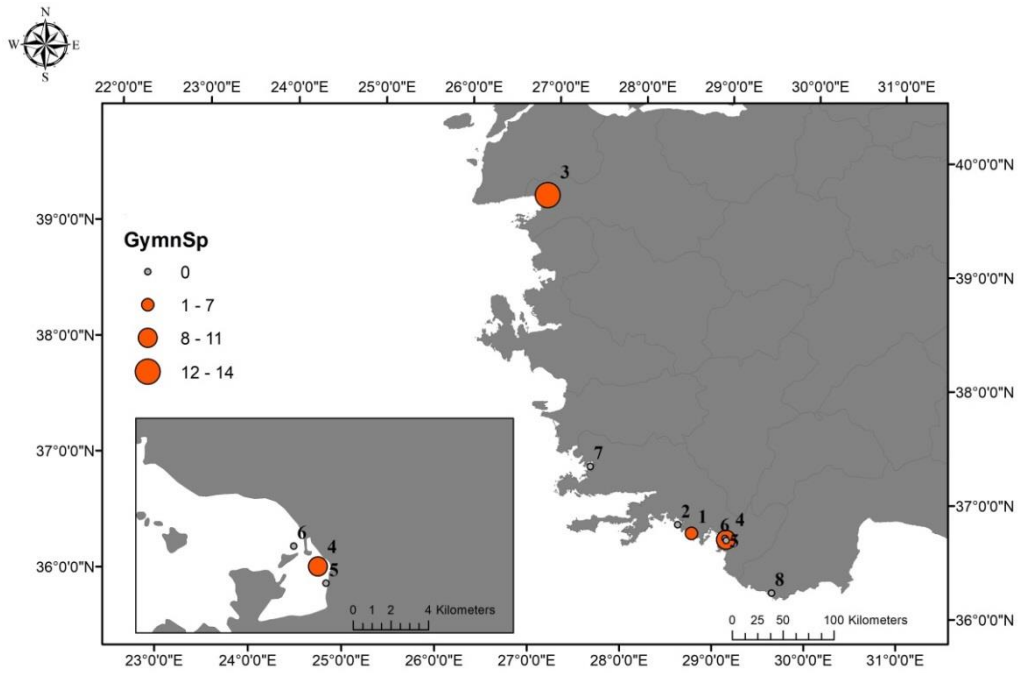 N
W E
S
22°0'0"E 23°0'0"E 24°0'0"E 25°0'0"E 26°0'0"E 27°0'0"E 28°0'0"E 29°0'0"E 30°0'0"E 31°0'0"E
40°0'0"N
3
39°0'0"N
GymnSp
0
39°0'0"N
1 - 7
8 - 11
38°0'0"N
12 - 14
38°0'0"N
37°0'0"N
7
37°0'0"N
2 1 6 4
5
6
4
5
36°0'0"N
8
0 1 2 4 Kilometers
0 25 50 100 Kilometers
36°0'0"N
23°0'0"E 24°0'0"E 25°0'0"E 26°0'0"E 27°0'0"E 28°0'0"E 29°0'0"E 30°0'0"E 31°0'0"E